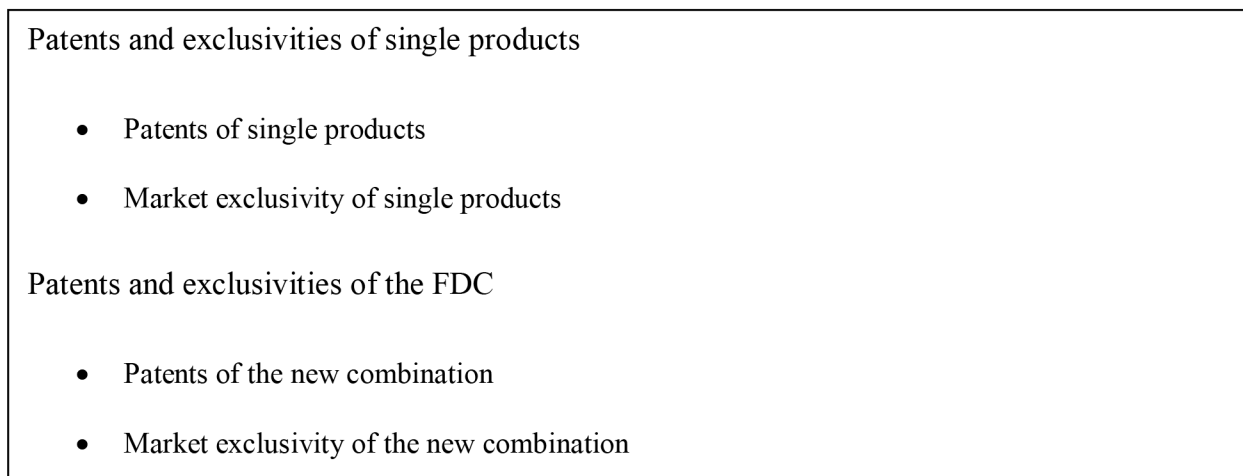 Patents and exclusivities of single products
• Patents of single products
• Market exclusivity of single products
Patents and exclusivities of the FDC
• Patents of the new combination
• Market exclusivity of the new combination